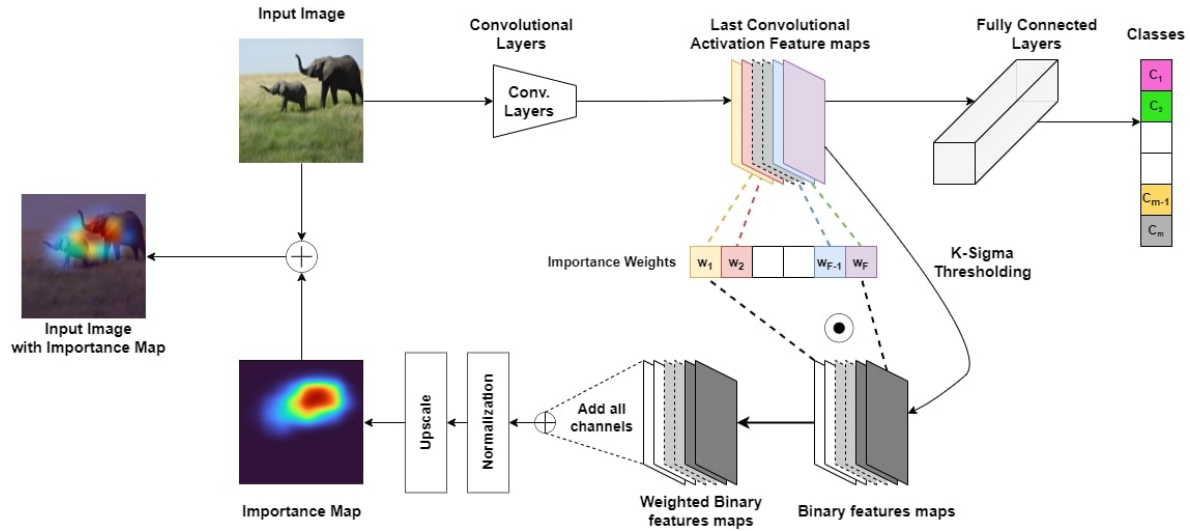 Input Image
Convolutional
Layers
Conv.
Layers
Last Convolutional
Activation Feature maps
Fully Connected
Layers
Classes
C1
C2
Cm-1
Cm
Importance Weights
w1
w2
wF-1
wF
K-Sigma
Thresholding
Input Image
with Importance Map
Upscale
Normalization
Add all
channels
Importance Map
Weighted Binary
features maps
Binary features maps